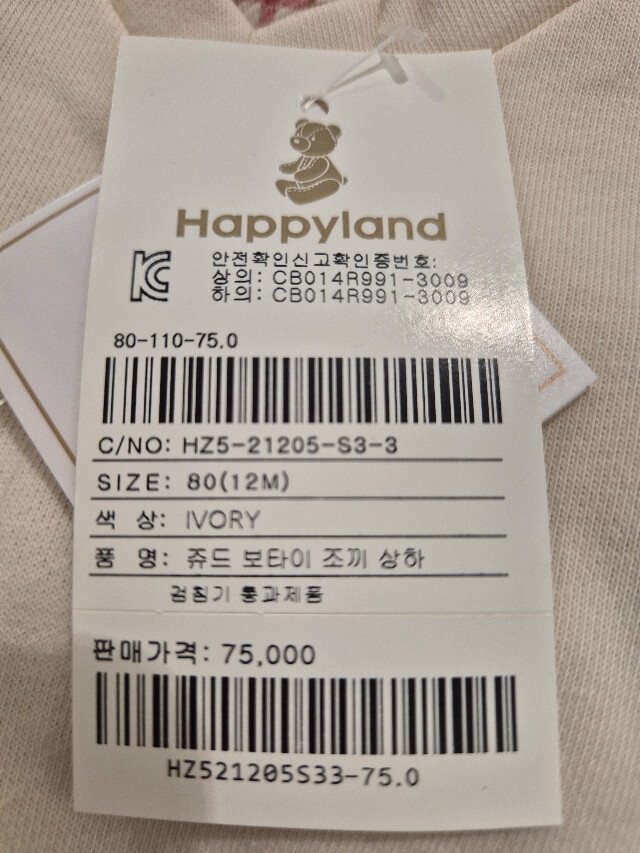 Happyland
안전확인신고확인증번호:
상의: CB014R991-3009
하의: CB014R991-3009
80-110-75.0
C/NO: HZ5-21205-S3-3
SIZE: 80(12M)
색 상: IVORY
품 명: 쥬드 보타이 조끼 상하
검침기 통과제품
판매가격: 75,000
HZ521205S33-75.0